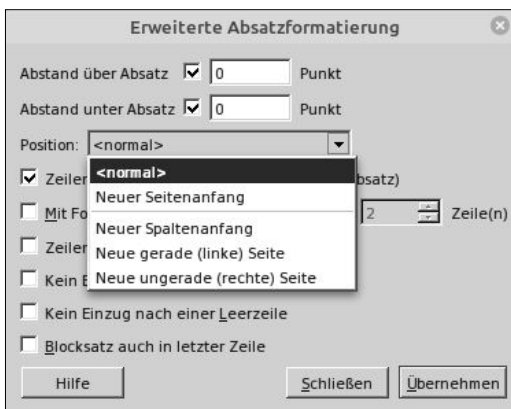 Erweiterte Absatzformatierung
Abstand über Absatz 0 Punkt
Abstand unter Absatz 0 Punkt
Position: <normal>
<normal>
Neuer Seitenanfang
Neuer Spaltenanfang
Neue gerade (linke) Seite
Neue ungerade (rechte) Seite
bsatz)
Mit 2 Zeile(n)
Kein
Kein Einzug nach einer Leerzeile
Blocksatz auch in letzter Zeile
Hilfe Schließen Übernehmen